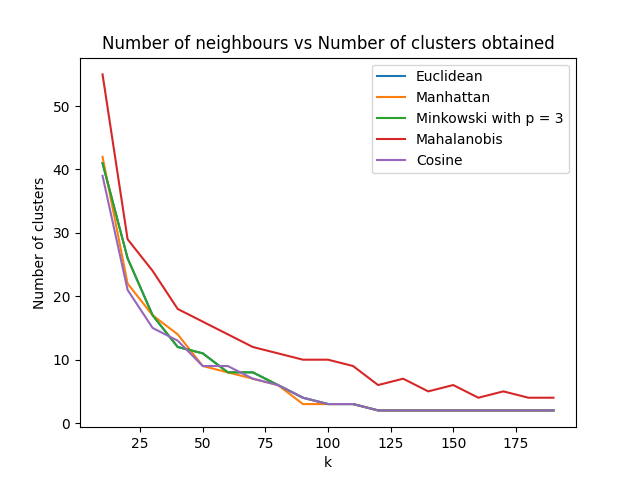 Number of neighbours vs Number of clusters obtained
Euclidean
Manhattan
Minkowski with p = 3
Mahalanobis
Cosine
Number of clusters
50
40
30
20
10
0
25
50
75
100
125
150
175
k